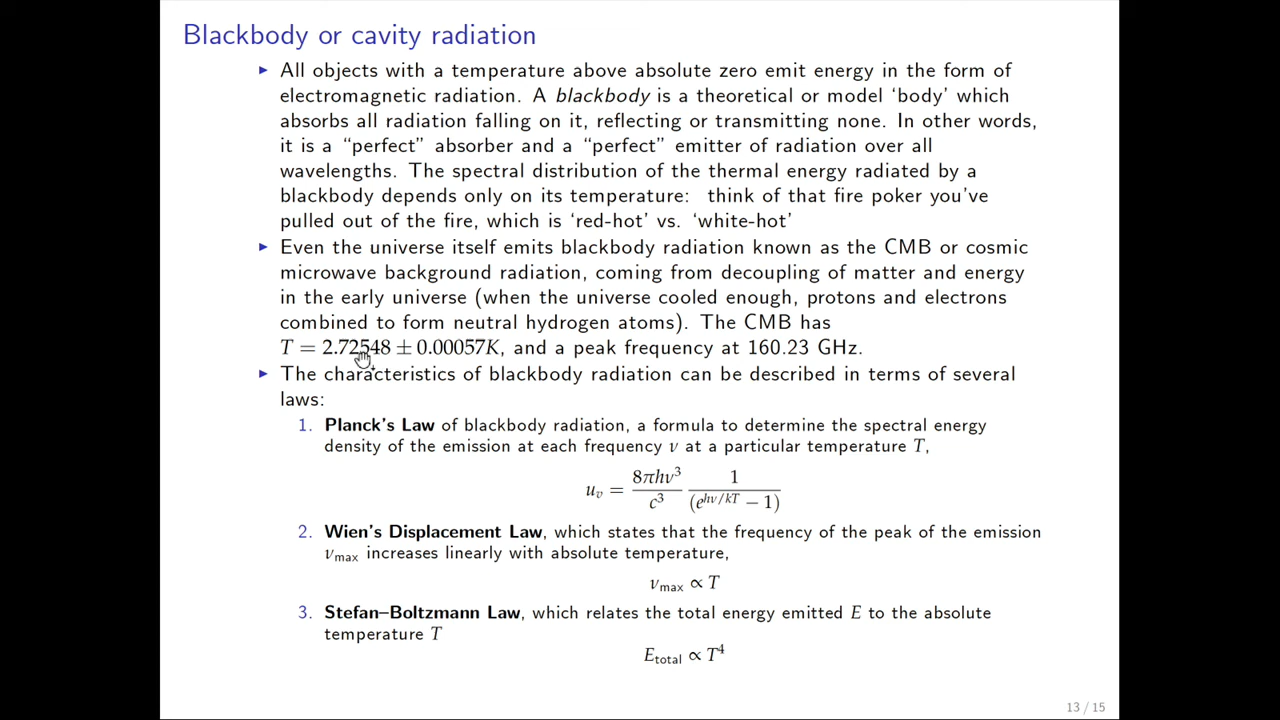 Blackbody or cavity radiation
▶ All objects with a temperature above absolute zero emit energy in the form of
electromagnetic radiation. A blackbody is a theoretical or model ‘body’ which
absorbs all radiation falling on it, reflecting or transmitting none. In other words,
it is a “perfect” absorber and a “perfect” emitter of radiation over all
wavelengths. The spectral distribution of the thermal energy radiated by a
blackbody depends only on its temperature: think of that fire poker you’ve
pulled out of the fire, which is ‘red-hot’ vs. ‘white-hot’
▶ Even the universe itself emits blackbody radiation known as the CMB or cosmic
microwave background radiation, coming from decoupling of matter and energy
in the early universe (when the universe cooled enough, protons and electrons
combined to form neutral hydrogen atoms). The CMB has
T = 2.72548 ± 0.00057K, and a peak frequency at 160.23 GHz.
▶ The characteristics of blackbody radiation can be described in terms of several
laws:
1. Planck’s Law of blackbody radiation, a formula to determine the spectral energy
density of the emission at each frequency ν at a particular temperature T,
u_v = 8πhν³/c³ 1/(e^{hν/kT} − 1)
2. Wien’s Displacement Law, which states that the frequency of the peak of the emission
ν_max increases linearly with absolute temperature,
ν_max ∝ T
3. Stefan–Boltzmann Law, which relates the total energy emitted E to the absolute
temperature T
E_total ∝ T⁴
13 / 15